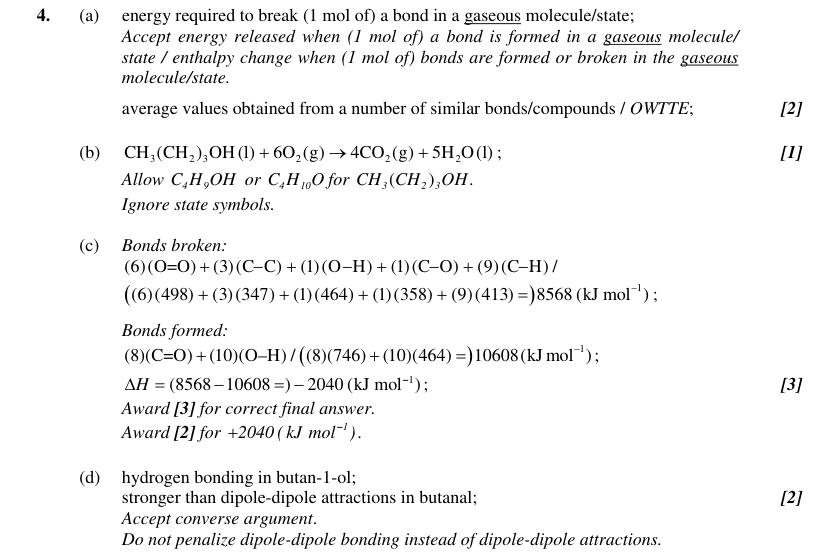 4. (a) energy required to break (1 mol of) a bond in a gaseous molecule/state;
Accept energy released when (1 mol of) a bond is formed in a gaseous molecule/
state / enthalpy change when (1 mol of) bonds are formed or broken in the gaseous
molecule/state.
average values obtained from a number of similar bonds/compounds / OWTTE; [2]
(b) CH₃(CH₂)₃OH(l) + 6O₂(g) → 4CO₂(g) + 5H₂O(l); [1]
Allow C₄H₉OH or C₄H₁₀O for CH₃(CH₂)₃OH.
Ignore state symbols.
(c) Bonds broken:
(6)(O=O) + (3)(C–C) + (1)(O–H) + (1)(C–O) + (9)(C–H) /
((6)(498) + (3)(347) + (1)(464) + (1)(358) + (9)(413) =)8568 (kJ mol⁻¹);
Bonds formed:
(8)(C=O) + (10)(O–H) / ((8)(746) + (10)(464) =)10608(kJ mol⁻¹);
ΔH = (8568 – 10608 =) – 2040 (kJ mol⁻¹); [3]
Award [3] for correct final answer.
Award [2] for +2040 (kJ mol⁻¹).
(d) hydrogen bonding in butan-1-ol;
stronger than dipole-dipole attractions in butanal; [2]
Accept converse argument.
Do not penalize dipole-dipole bonding instead of dipole-dipole attractions.